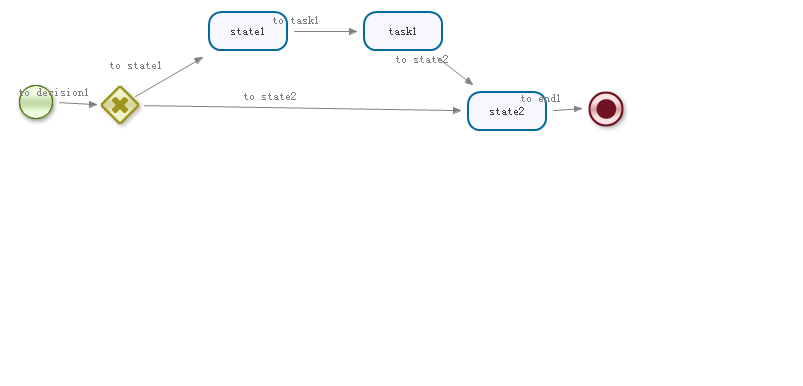 to task1
state1
task1
to state2
to state1
to decision1
to state2
to end1
state2